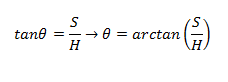 tanθ = S/H → θ = arctan(S/H)